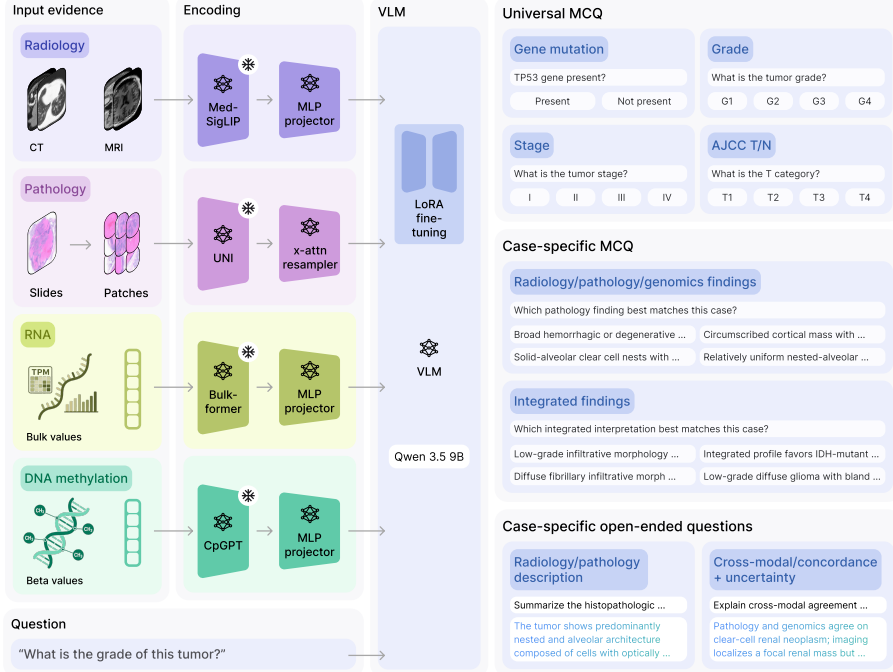 Input evidence
Radiology
CT
MRI
Pathology
Slides
Patches
RNA
TPM
Bulk values
DNA methylation
CH₃
CH₃
CH₃
CH₃
Beta values
Question
“What is the grade of this tumor?”
Encoding
Med-
SigLIP
MLP
projector
UNI
x-attn
resampler
Bulk-
former
MLP
projector
CpGPT
MLP
projector
VLM
LoRA
fine-
tuning
VLM
Qwen 3.5 9B
Universal MCQ
Gene mutation
TP53 gene present?
Present
Not present
Grade
What is the tumor grade?
G1
G2
G3
G4
Stage
What is the tumor stage?
I
II
III
IV
AJCC T/N
What is the T category?
T1
T2
T3
T4
Case-specific MCQ
Radiology/pathology/genomics findings
Which pathology finding best matches this case?
Broad hemorrhagic or degenerative ...
Circumscribed cortical mass with ...
Solid-alveolar clear cell nests with ...
Relatively uniform nested-alveolar ...
Integrated findings
Which integrated interpretation best matches this case?
Low-grade infiltrative morphology ...
Integrated profile favors IDH-mutant ...
Diffuse fibrillary infiltrative morph ...
Low-grade diffuse glioma with bland ...
Case-specific open-ended questions
Radiology/pathology
description
Summarize the histopathologic ...
The tumor shows predominantly
nested and alveolar architecture
composed of cells with optically ...
Cross-modal/concordance
+ uncertainty
Explain cross-modal agreement ...
Pathology and genomics agree on
clear-cell renal neoplasm; imaging
localizes a focal renal mass but ...